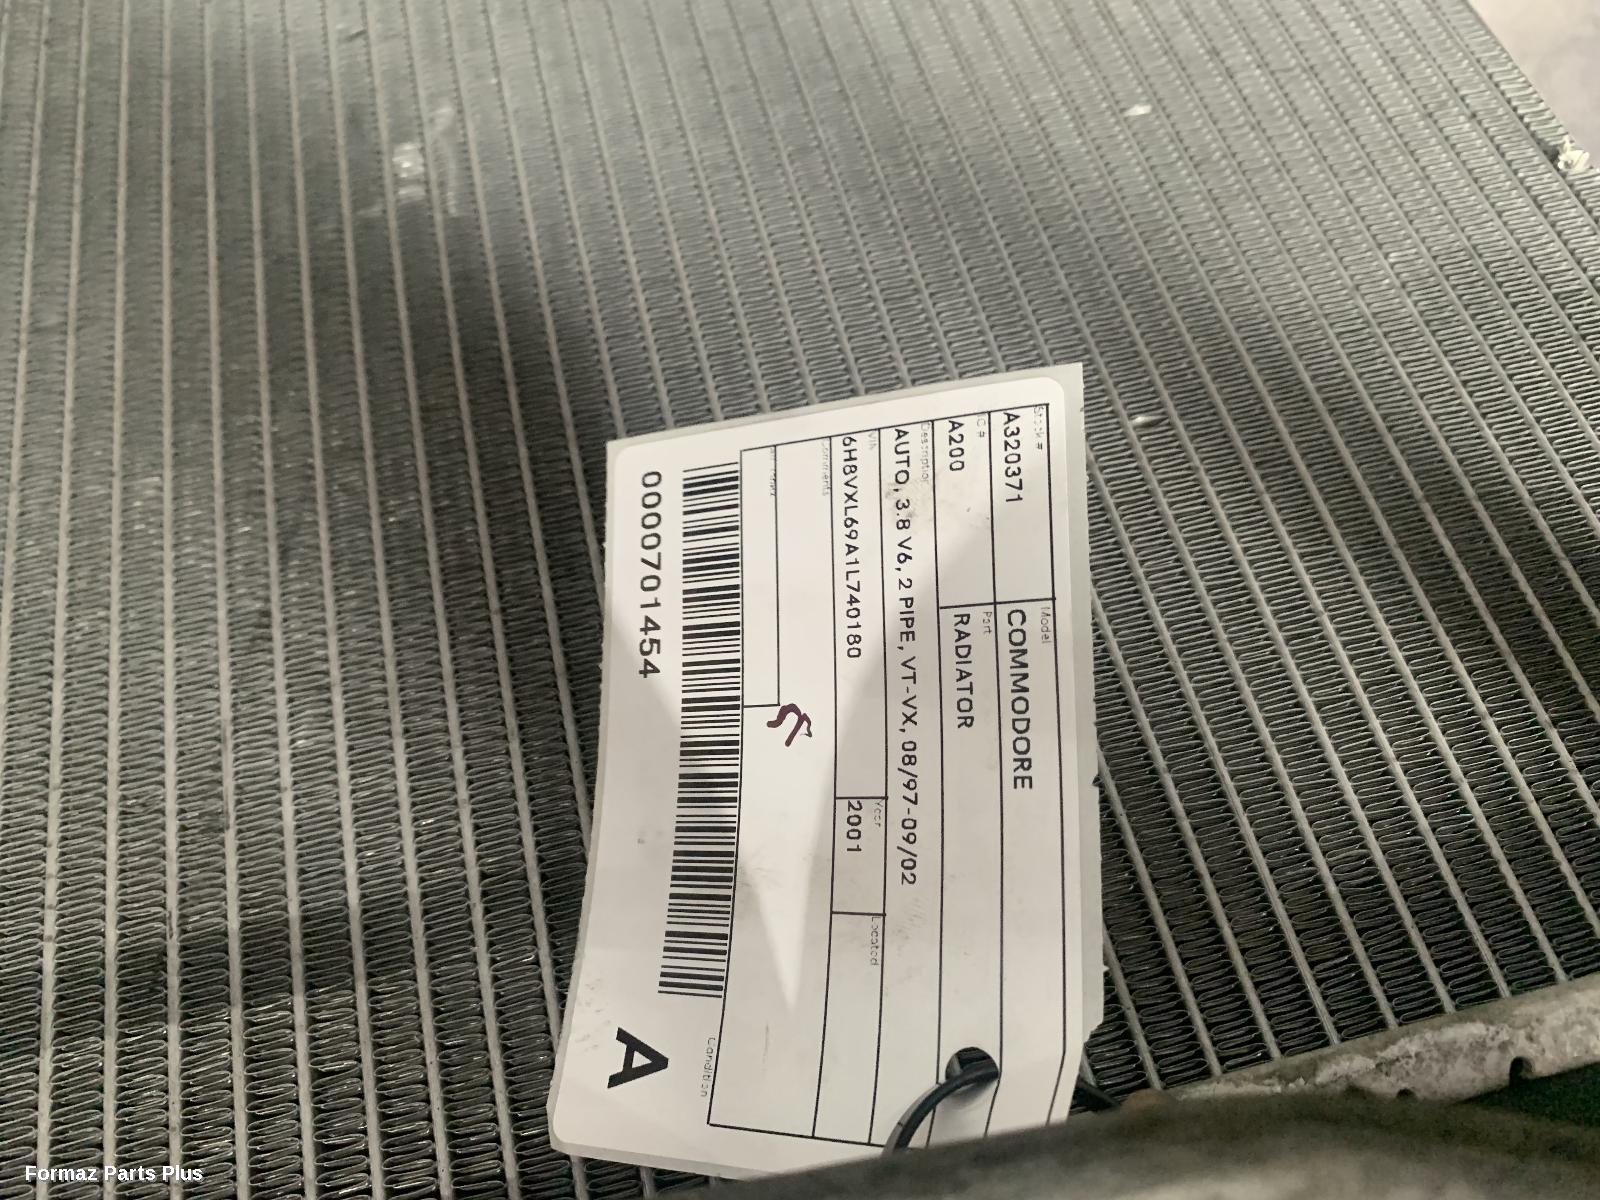 Stock #
A320371
Model
COMMODORE
IC #
A200
Part
RADIATOR
Description
AUTO, 3.8 V6, 2 PIPE, VT-VX, 08/97-09/02
VIN
6H8VXL69A1L740180
Year
2001
Located
Comments
5
0000701454
Condition
A
Formaz Parts Plus